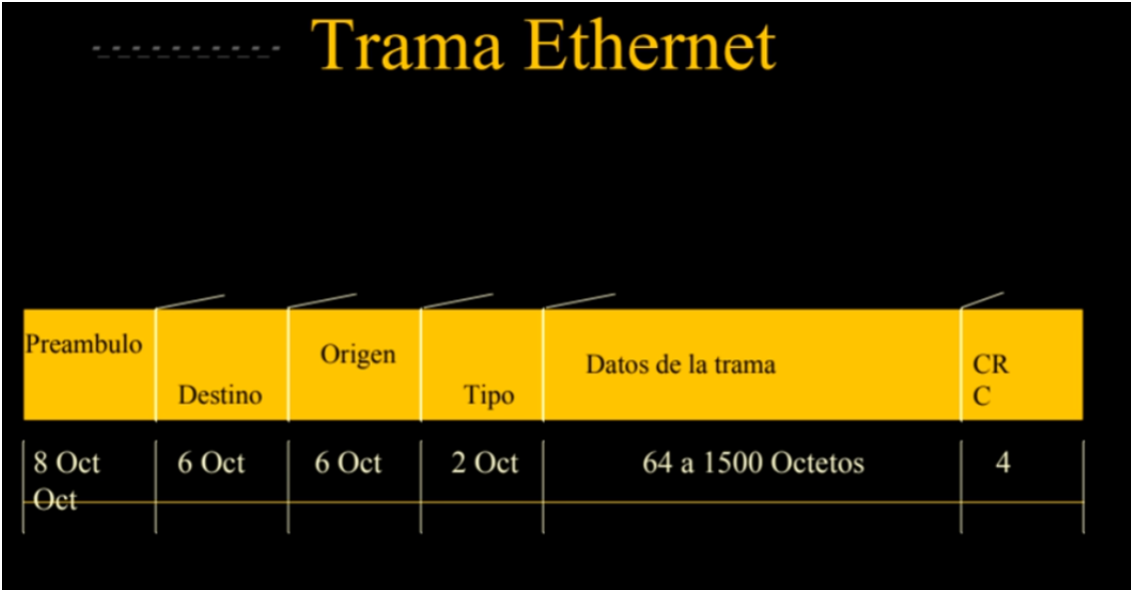 Trama Ethernet
Preambulo
Destino
Origen
Tipo
Datos de la trama
CR
C
8 Oct 6 Oct 6 Oct 2 Oct 64 a 1500 Octetos 4
Oct